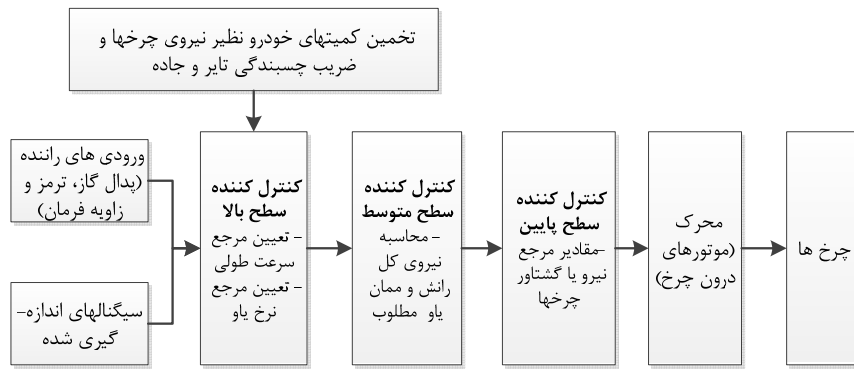 تخمین کمیتهای خودرو نظیر نیروی چرخها و
ضریب چسبندگی تایر و جاده
ورودی های راننده
(پدال گاز، ترمز و
زاویه فرمان)
سیگنالهای اندازه-
گیری شده
کنترل کننده
سطح بالا
- تعیین مرجع
سرعت طولی
- تعیین مرجع
نرخ یاو
کنترل کننده
سطح متوسط
- محاسبه
نیروی کل
رانش و ممان
یاو مطلوب
کنترل کننده
سطح پایین
-مقادیر مرجع
نیرو یا گشتاور
چرخها
محرک
(موتورهای
درون چرخ)
چرخ ها